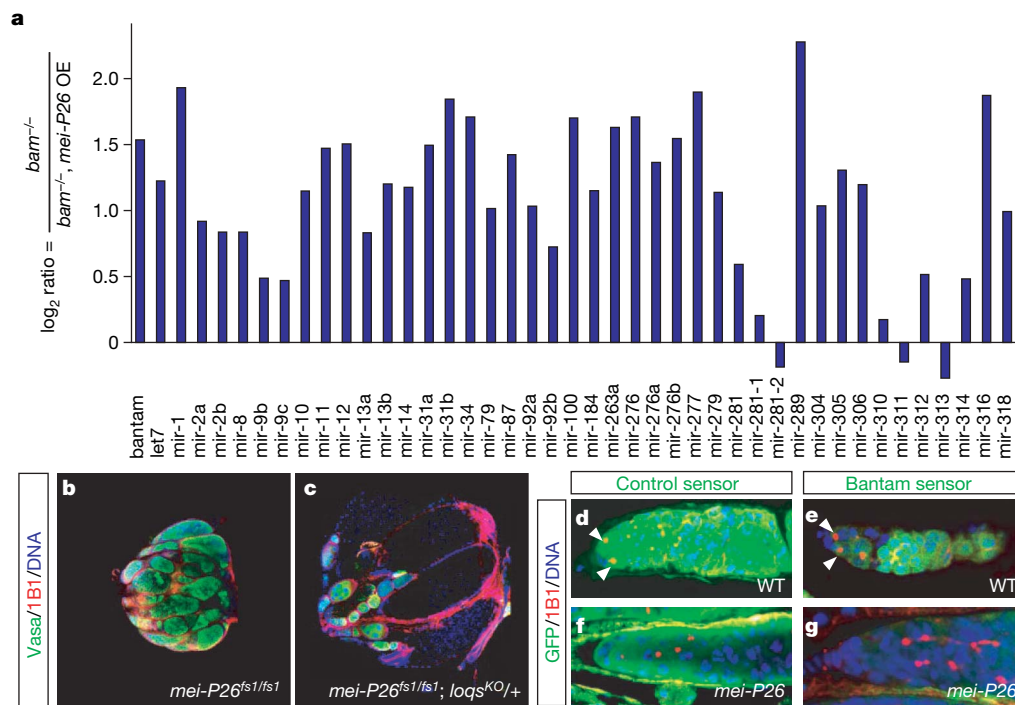 a
log2 ratio = bam−/− / bam−/−, mei-P26 OE
2.0
1.5
1.0
0.5
0
bantam
let7
mir-1
mir-2a
mir-2b
mir-8
mir-9b
mir-9c
mir-10
mir-11
mir-12
mir-13a
mir-13b
mir-14
mir-31a
mir-31b
mir-34
mir-79
mir-87
mir-92a
mir-92b
mir-100
mir-184
mir-263a
mir-276
mir-276a
mir-276b
mir-277
mir-279
mir-281
mir-281-1
mir-281-2
mir-289
mir-304
mir-305
mir-306
mir-310
mir-311
mir-312
mir-313
mir-314
mir-316
mir-318
Vasa/1B1/DNA
b
mei-P26fs1/fs1
c
mei-P26fs1/fs1; loqsKO/+
GFP/1B1/DNA
Control sensor
Bantam sensor
d
WT
e
WT
f
mei-P26
g
mei-P26